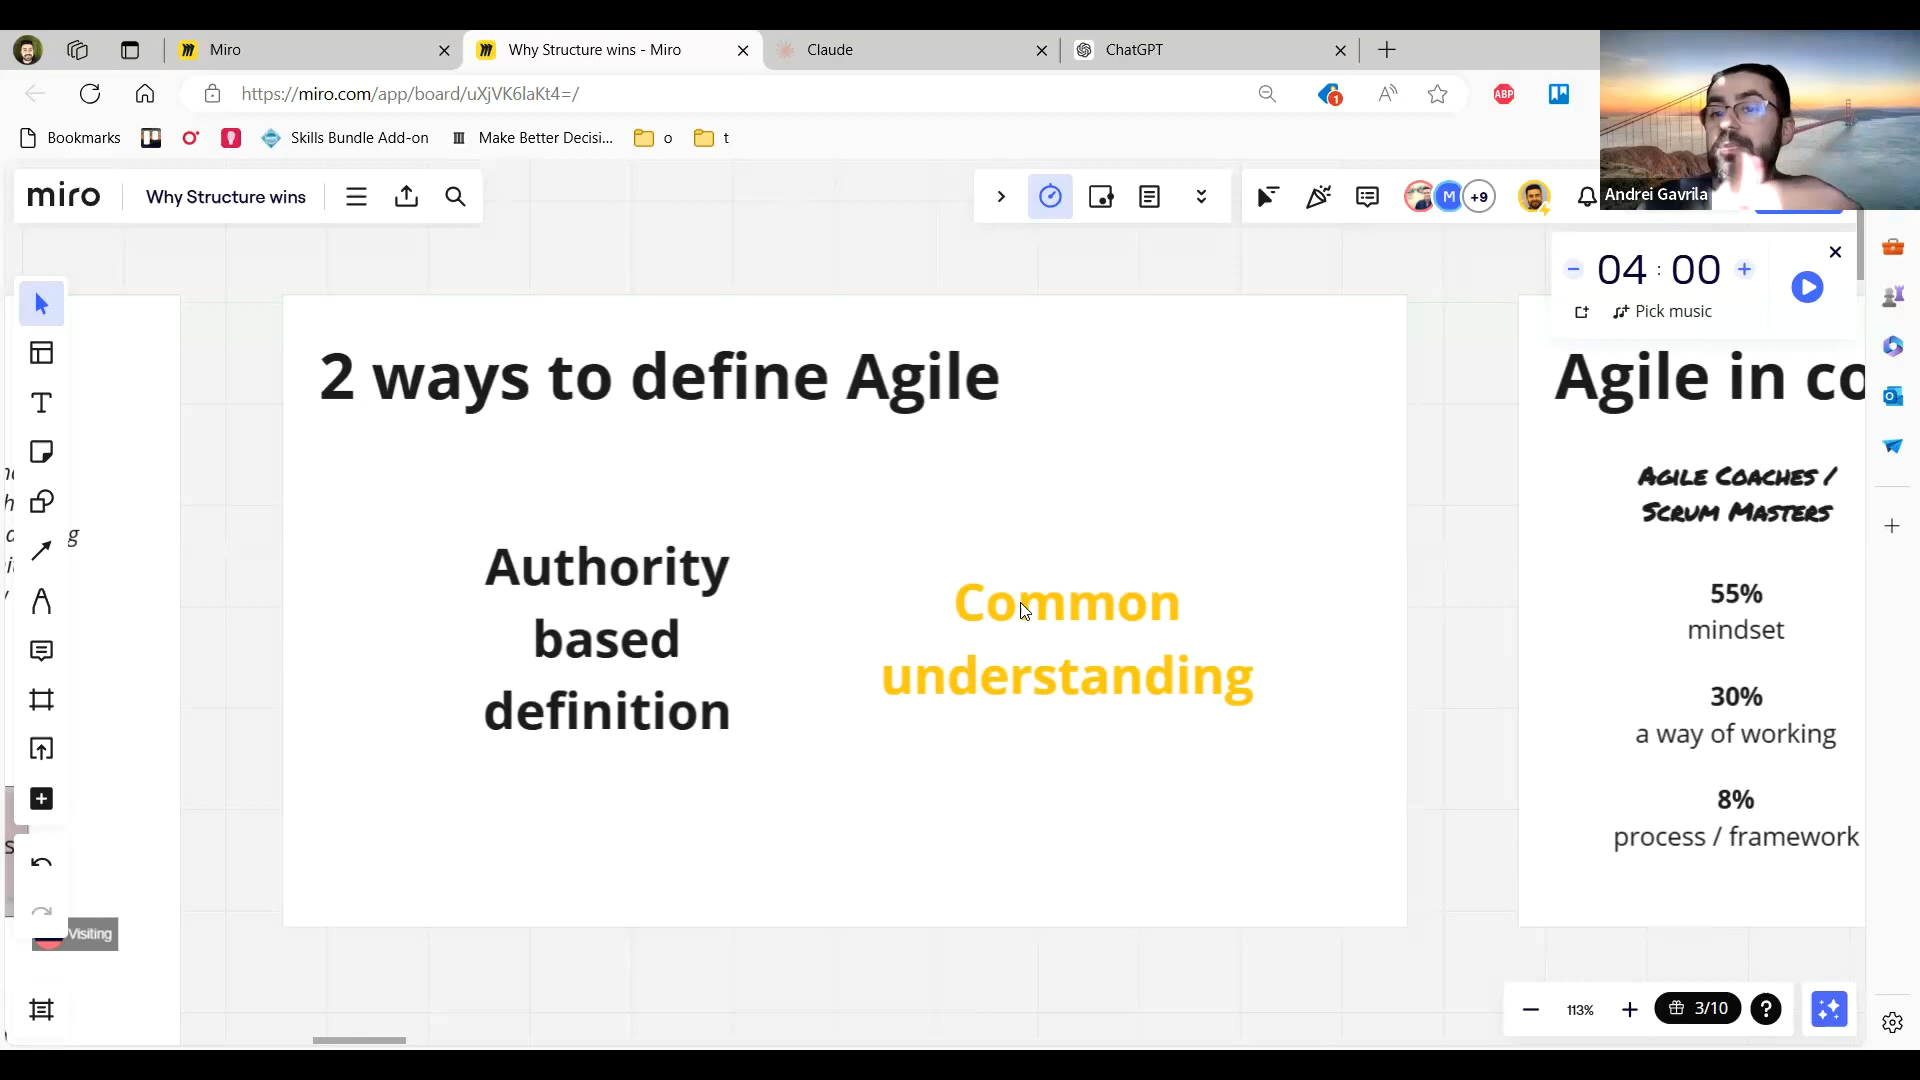 Miro
Why Structure wins - Miro
Claude
ChatGPT
https://miro.com/app/board/uXjVK6laKt4=/
1
ABP
Bookmarks
Skills Bundle Add-on
Make Better Decisi...
o
t
Andrei Gavrila
miro
Why Structure wins
M
+9
04 : 00
Pick music
2 ways to define Agile
Authority
based
definition
Common
understanding
Agile in co
Agile Coaches /
Scrum Masters
55%
mindset
30%
a way of working
8%
process / framework
g
Visiting
113%
3/10
?